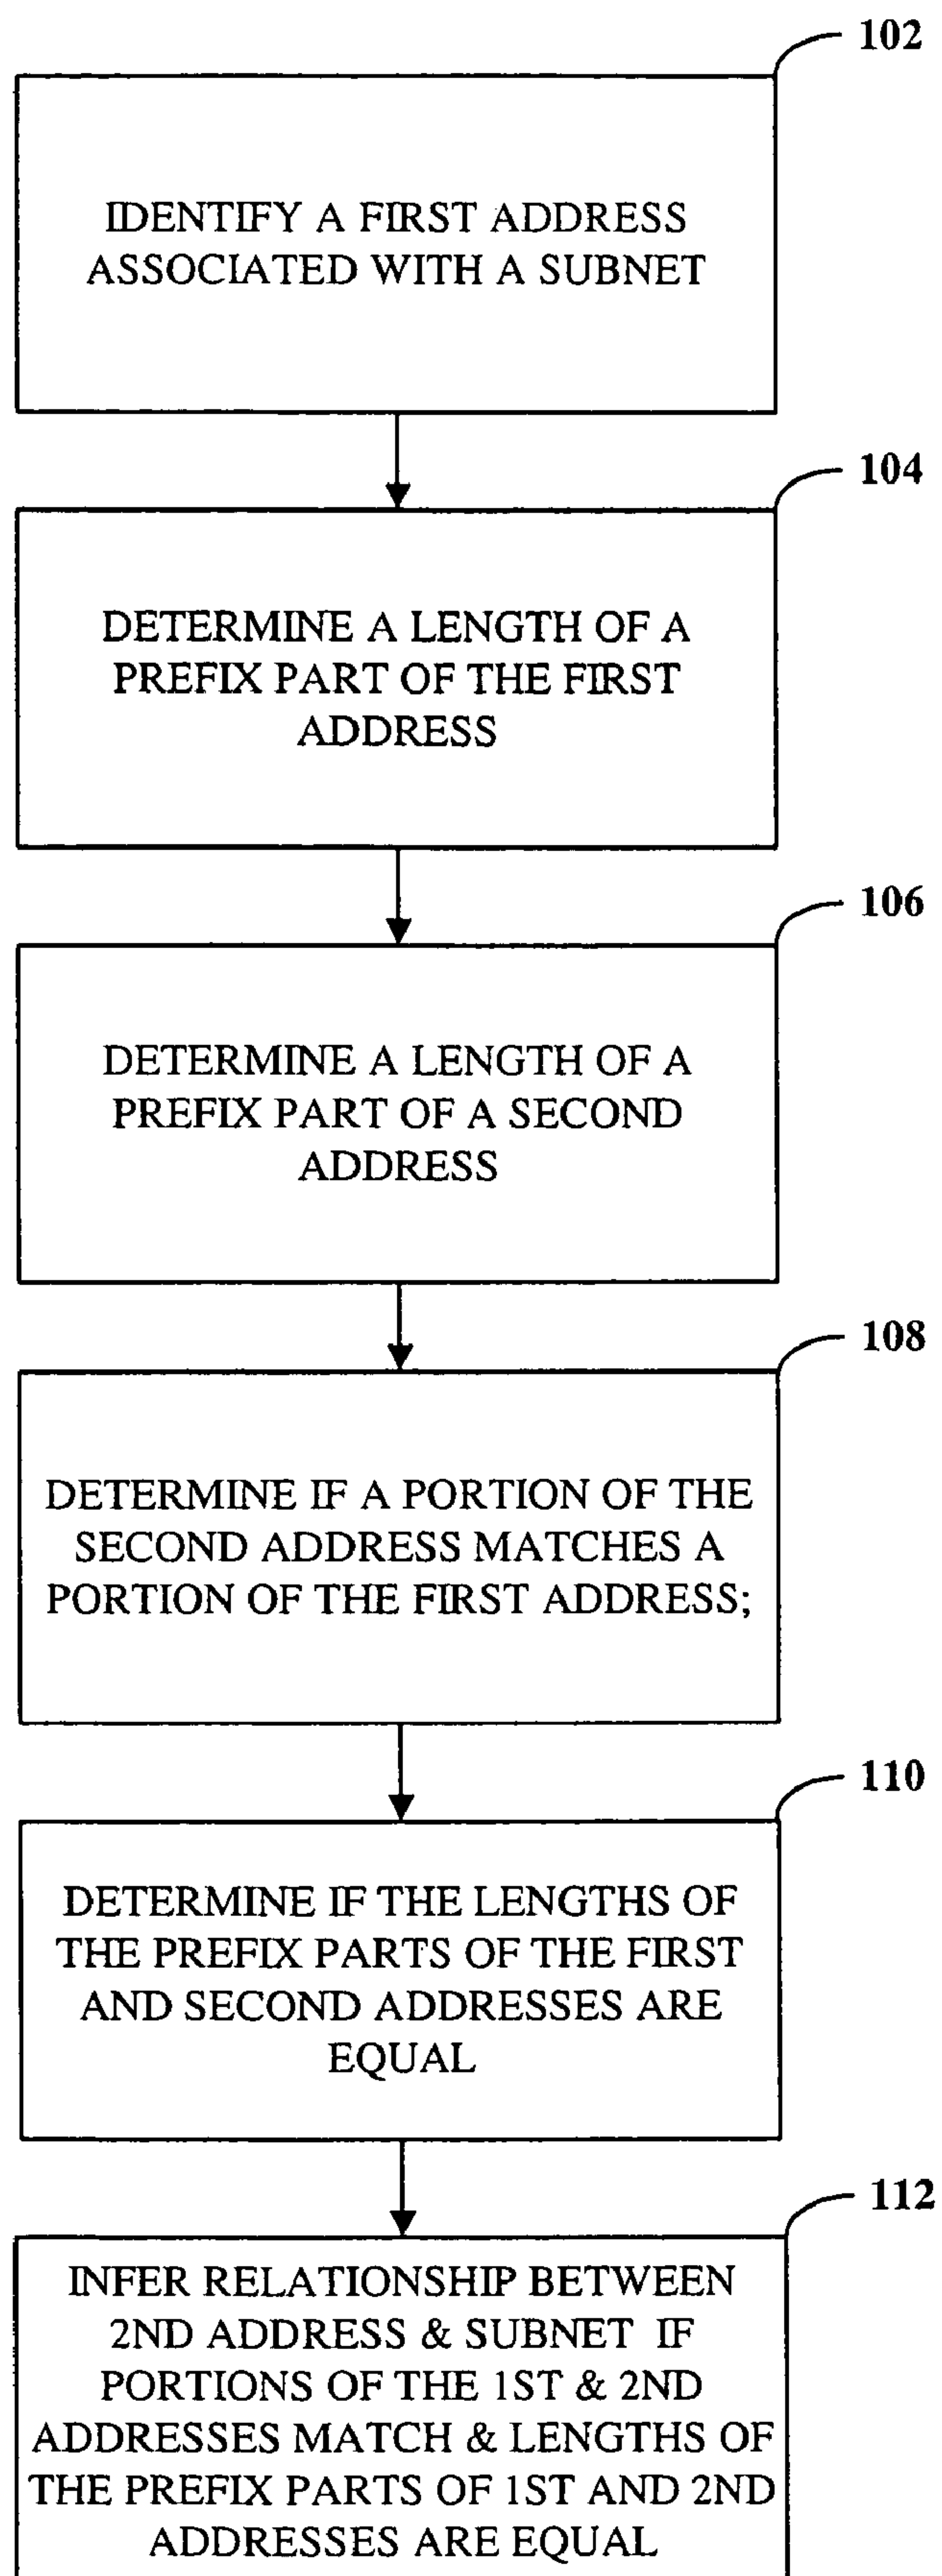 102
IDENTIFY A FIRST ADDRESS
ASSOCIATED WITH A SUBNET
104
DETERMINE A LENGTH OF A
PREFIX PART OF THE FIRST
ADDRESS
106
DETERMINE A LENGTH OF A
PREFIX PART OF A SECOND
ADDRESS
108
DETERMINE IF A PORTION OF THE
SECOND ADDRESS MATCHES A
PORTION OF THE FIRST ADDRESS;
110
DETERMINE IF THE LENGTHS OF
THE PREFIX PARTS OF THE FIRST
AND SECOND ADDRESSES ARE
EQUAL
112
INFER RELATIONSHIP BETWEEN
2ND ADDRESS & SUBNET IF
PORTIONS OF THE 1ST & 2ND
ADDRESSES MATCH & LENGTHS OF
THE PREFIX PARTS OF 1ST AND 2ND
ADDRESSES ARE EQUAL